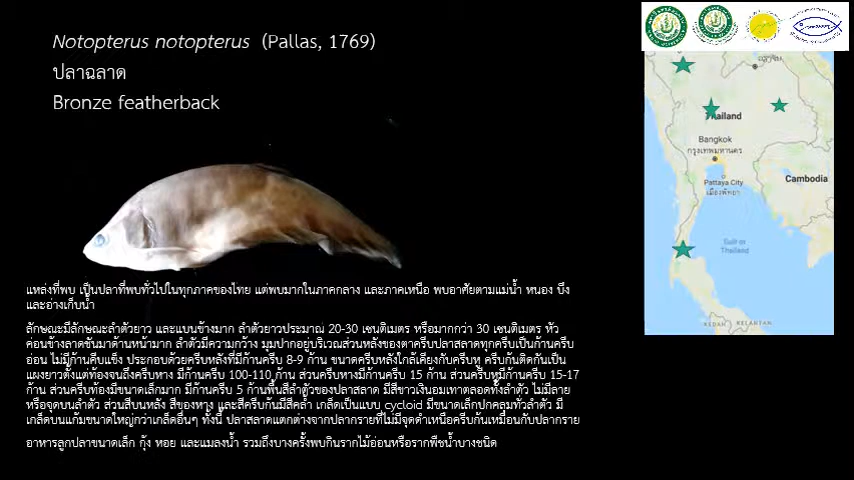 Notopterus notopterus (Pallas, 1769)
ปลาฉลาด
Bronze featherback
Thailand
Bangkok
กรุงเทพมหานคร
Pattaya City
เมืองพัทยา
Cambodia
Gulf of
Thailand
KEDAH
KELANTAN
แหล่งที่พบ เป็นปลาที่พบทั่วไปในทุกภาคของไทย แต่พบมากในภาคกลาง และภาคเหนือ พบอาศัยตามแม่น้ำ หนอง บึง
และอ่างเก็บน้ำ
ลักษณะมีลักษณะลำตัวยาว และแบนข้างมาก ลำตัวยาวประมาณ 20-30 เซนติเมตร หรือมากกว่า 30 เซนติเมตร หัว
ค่อนข้างลาดชันมาด้านหน้ามาก ลำตัวมีความกว้าง มุมปากอยู่บริเวณส่วนหลังของตาครีบปลาสลาดทุกครีบเป็นก้านครีบ
อ่อน ไม่มีก้านคีบแข็ง ประกอบด้วยครีบหลังที่มีก้านครีบ 8-9 ก้าน ขนาดครีบหลังใกล้เคียงกับครีบหู ครีบก้นติดกันเป็น
แผงยาวตั้งแต่ท้องจนถึงครีบหาง มีก้านครีบ 100-110 ก้าน ส่วนครีบหางมีก้านครีบ 15 ก้าน ส่วนครีบหูมีก้านครีบ 15-17
ก้าน ส่วนครีบท้องมีขนาดเล็กมาก มีก้านครีบ 5 ก้านพื้นสีลำตัวของปลาสลาด มีสีขาวเงินอมเทาตลอดทั้งลำตัว ไม่มีลาย
หรือจุดบนลำตัว ส่วนสีบนหลัง สีของหาง และสีครีบก้นมีสีคล้ำ เกล็ดเป็นแบบ cycloid มีขนาดเล็กปกคลุมทั่วลำตัว มี
เกล็ดบนแก้มขนาดใหญ่กว่าเกล็ดอื่นๆ ทั้งนี้ ปลาสลาดแตกต่างจากปลากรายที่ไม่มีจุดดำเหนือครีบก้นเหมือนกับปลากราย
อาหารลูกปลาขนาดเล็ก กุ้ง หอย และแมลงน้ำ รวมถึงบางครั้งพบกินรากไม้อ่อนหรือรากพืชน้ำบางชนิด